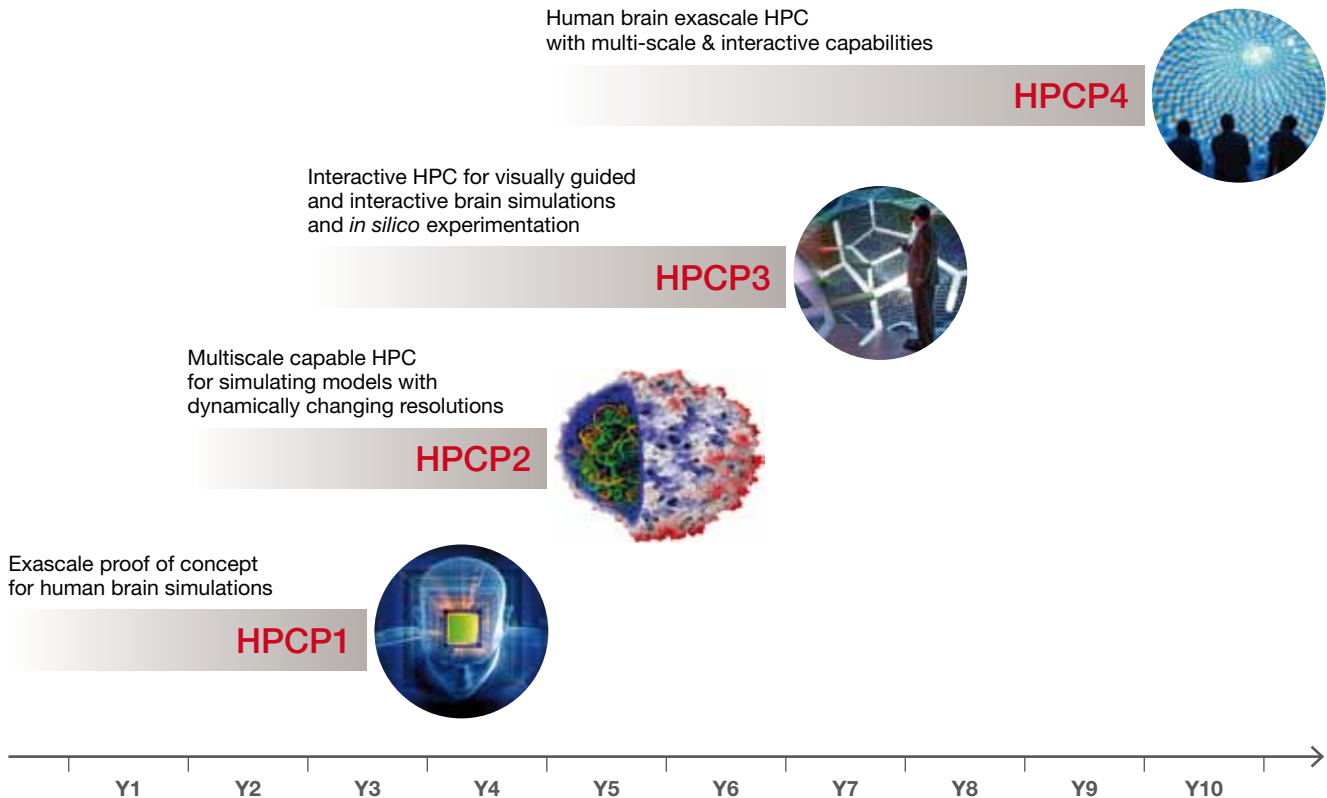 Human brain exascale HPC
with multi-scale & interactive capabilities
HPCP4
Interactive HPC for visually guided
and interactive brain simulations
and in silico experimentation
HPCP3
Multiscale capable HPC
for simulating models with
dynamically changing resolutions
HPCP2
Exascale proof of concept
for human brain simulations
HPCP1
Y1 Y2 Y3 Y4 Y5 Y6 Y7 Y8 Y9 Y10